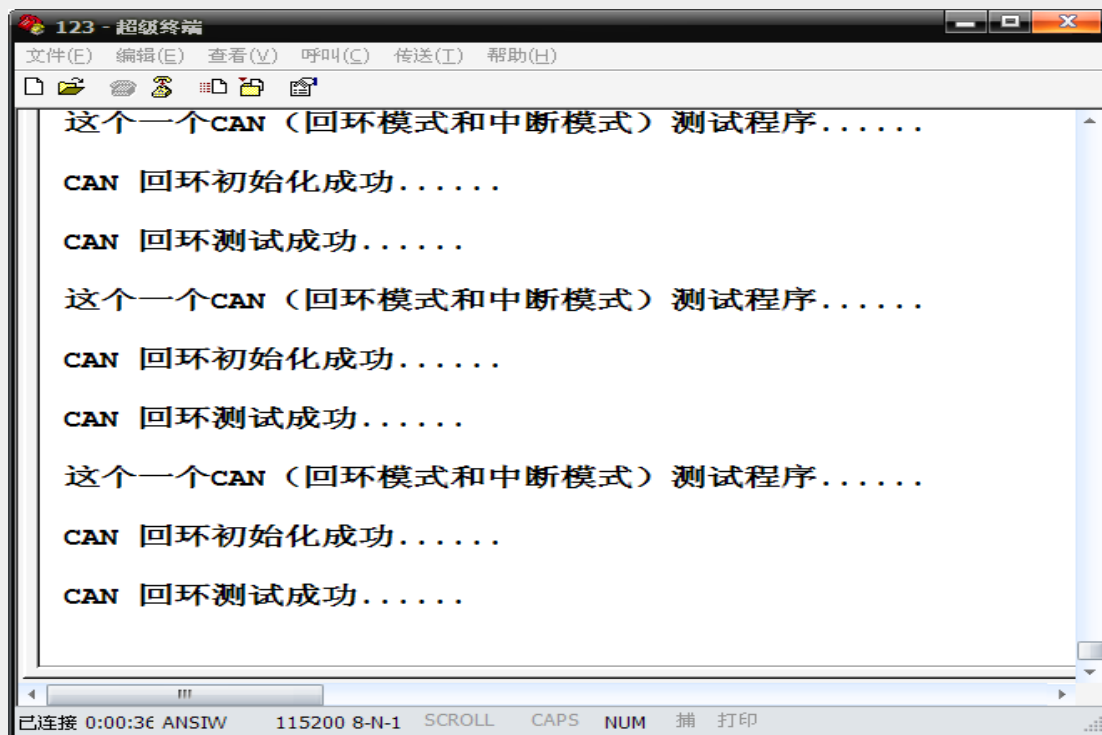 123 - 超级终端
文件(F) 编辑(E) 查看(V) 呼叫(C) 传送(T) 帮助(H)
这个一个CAN（回环模式和中断模式）测试程序......
CAN 回环初始化成功......
CAN 回环测试成功......
这个一个CAN（回环模式和中断模式）测试程序......
CAN 回环初始化成功......
CAN 回环测试成功......
这个一个CAN（回环模式和中断模式）测试程序......
CAN 回环初始化成功......
CAN 回环测试成功......
已连接 0:00:36 ANSIW 115200 8-N-1 SCROLL CAPS NUM 捕 打印